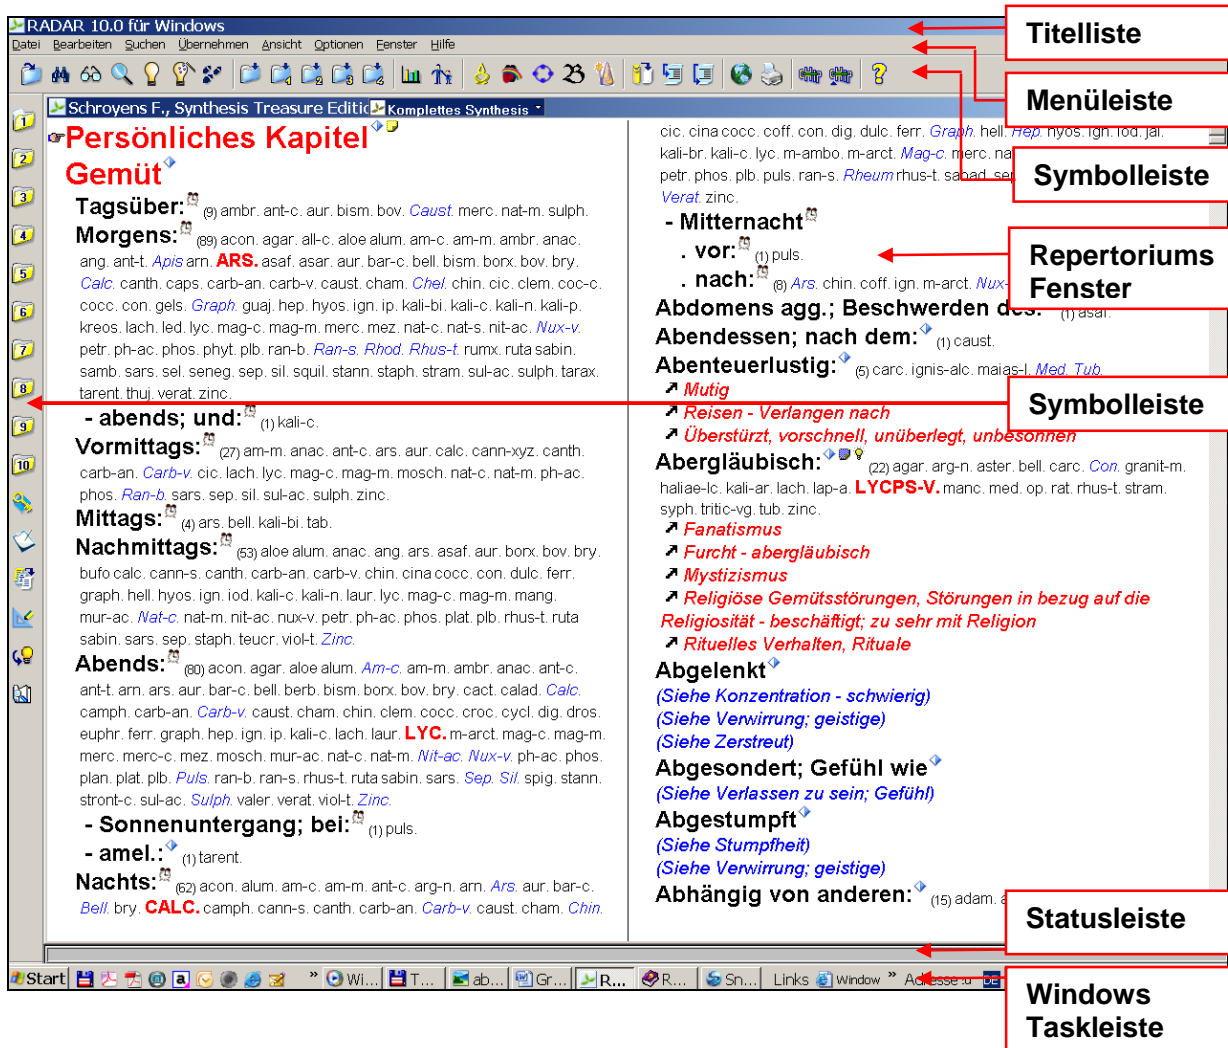 RADAR 10.0 für Windows
Datei Bearbeiten Suchen Übernehmen Ansicht Optionen Fenster Hilfe
Schroyens F., Synthesis Treasure Editic Komplettes Synthesis
Persönliches Kapitel
Gemüt
Tagsüber: (9) ambr. ant-c. aur. bism. bov. Caust. merc. nat-m. sulph.
Morgens: (89) acon. agar. all-c. aloe alum. am-c. am-m. ambr. anac.
ang. ant-t. Apis arn. ARS. asaf. asar. aur. bar-c. bell. bism. borx. bov. bry.
Calc. canth. caps. carb-an. carb-v. caust. cham. Chel. chin. cic. clem. coc-c.
cocc. con. gels. Graph. guaj. hep. hyos. ign. ip. kali-bi. kali-c. kali-n. kali-p.
kreos. lach. led. lyc. mag-c. mag-m. merc. mez. nat-c. nat-s. nit-ac. Nux-v.
petr. ph-ac. phos. phyt. plb. ran-b. Ran-s. Rhod. Rhus-t. rumx. ruta sabin.
samb. sars. sel. seneg. sep. sil. squil. stann. staph. stram. sul-ac. sulph. tarax.
tarent. thuj. verat. zinc.
- abends; und: (1) kali-c.
Vormittags: (27) am-m. anac. ant-c. ars. aur. calc. cann-xyz. canth.
carb-an. Carb-v. cic. lach. lyc. mag-c. mag-m. mosch. nat-c. nat-m. ph-ac.
phos. Ran-b. sars. sep. sil. sul-ac. sulph. zinc.
Mittags: (4) ars. bell. kali-bi. tab.
Nachmittags: (53) aloe alum. anac. ang. ars. asaf. aur. borx. bov. bry.
bufo calc. cann-s. canth. carb-an. carb-v. chin. cina cocc. con. dulc. ferr.
graph. hell. hyos. ign. iod. kali-c. kali-n. laur. lyc. mag-c. mag-m. mang.
mur-ac. Nat-c. nat-m. nit-ac. nux-v. petr. ph-ac. phos. plat. plb. rhus-t. ruta
sabin. sars. sep. staph. teucr. viol-t. Zinc.
Abends: (80) acon. agar. aloe alum. Am-c. am-m. ambr. anac. ant-c.
ant-t. arn. ars. aur. bar-c. bell. berb. bism. borx. bov. bry. cact. calad. Calc.
camph. carb-an. Carb-v. caust. cham. chin. clem. cocc. croc. cycl. dig. dros.
euphr. ferr. graph. hep. ign. ip. kali-c. lach. laur. LYC. m-arct. mag-c. mag-m.
merc. merc-c. mez. mosch. mur-ac. nat-c. nat-m. Nit-ac. Nux-v. ph-ac. phos.
plan. plat. plb. Puls. ran-b. ran-s. rhus-t. ruta sabin. sars. Sep. Sil. spig. stann.
stront-c. sul-ac. Sulph. valer. verat. viol-t. Zinc.
- Sonnenuntergang; bei: (1) puls.
- amel.: (1) tarent.
Nachts: (62) acon. alum. am-c. am-m. ant-c. arg-n. arn. Ars. aur. bar-c.
Bell. bry. CALC. camph. cann-s. canth. carb-an. Carb-v. caust. cham. Chin.
cic. cina cocc. coff. con. dig. dulc. ferr. Graph. hell. Hep. hyos. ign. iod. jal.
kali-br. kali-c. lyc. m-ambo. m-arct. Mag-c. merc. na
petr. phos. plb. puls. ran-s. Rheum rhus-t. sabad. sep
Verat. zinc.
- Mitternacht
. vor: (1) puls.
. nach: (8) Ars. chin. coff. ign. m-arct. Nux-
Abdomens agg.; Beschwerden des: (1) asaf.
Abendessen; nach dem: (1) caust.
Abenteuerlustig: (5) carc. ignis-alc. maias-l. Med. Tub.
Mutig
Reisen - Verlangen nach
Überstürzt, vorschnell, unüberlegt, unbesonnen
Abergläubisch: (22) agar. arg-n. aster. bell. carc. Con. granit-m.
haliae-lc. kali-ar. lach. lap-a. LYCPS-V. manc. med. op. rat. rhus-t. stram.
syph. tritic-vg. tub. zinc.
Fanatismus
Furcht - abergläubisch
Mystizismus
Religiöse Gemütsstörungen, Störungen in bezug auf die
Religiosität - beschäftigt; zu sehr mit Religion
Rituelles Verhalten, Rituale
Abgelenkt
(Siehe Konzentration - schwierig)
(Siehe Verwirrung; geistige)
(Siehe Zerstreut)
Abgesondert; Gefühl wie
(Siehe Verlassen zu sein; Gefühl)
Abgestumpft
(Siehe Stumpfheit)
(Siehe Verwirrung; geistige)
Abhängig von anderen: (15) adam. a
1
2
3
4
5
6
7
8
9
10
Titelliste
Menüleiste
Symbolleiste
Repertoriums
Fenster
Symbolleiste
Statusleiste
Windows
Taskleiste
Start » Wi... T... ab... Gr... R... R... Sn... Links Window » Adresse DE